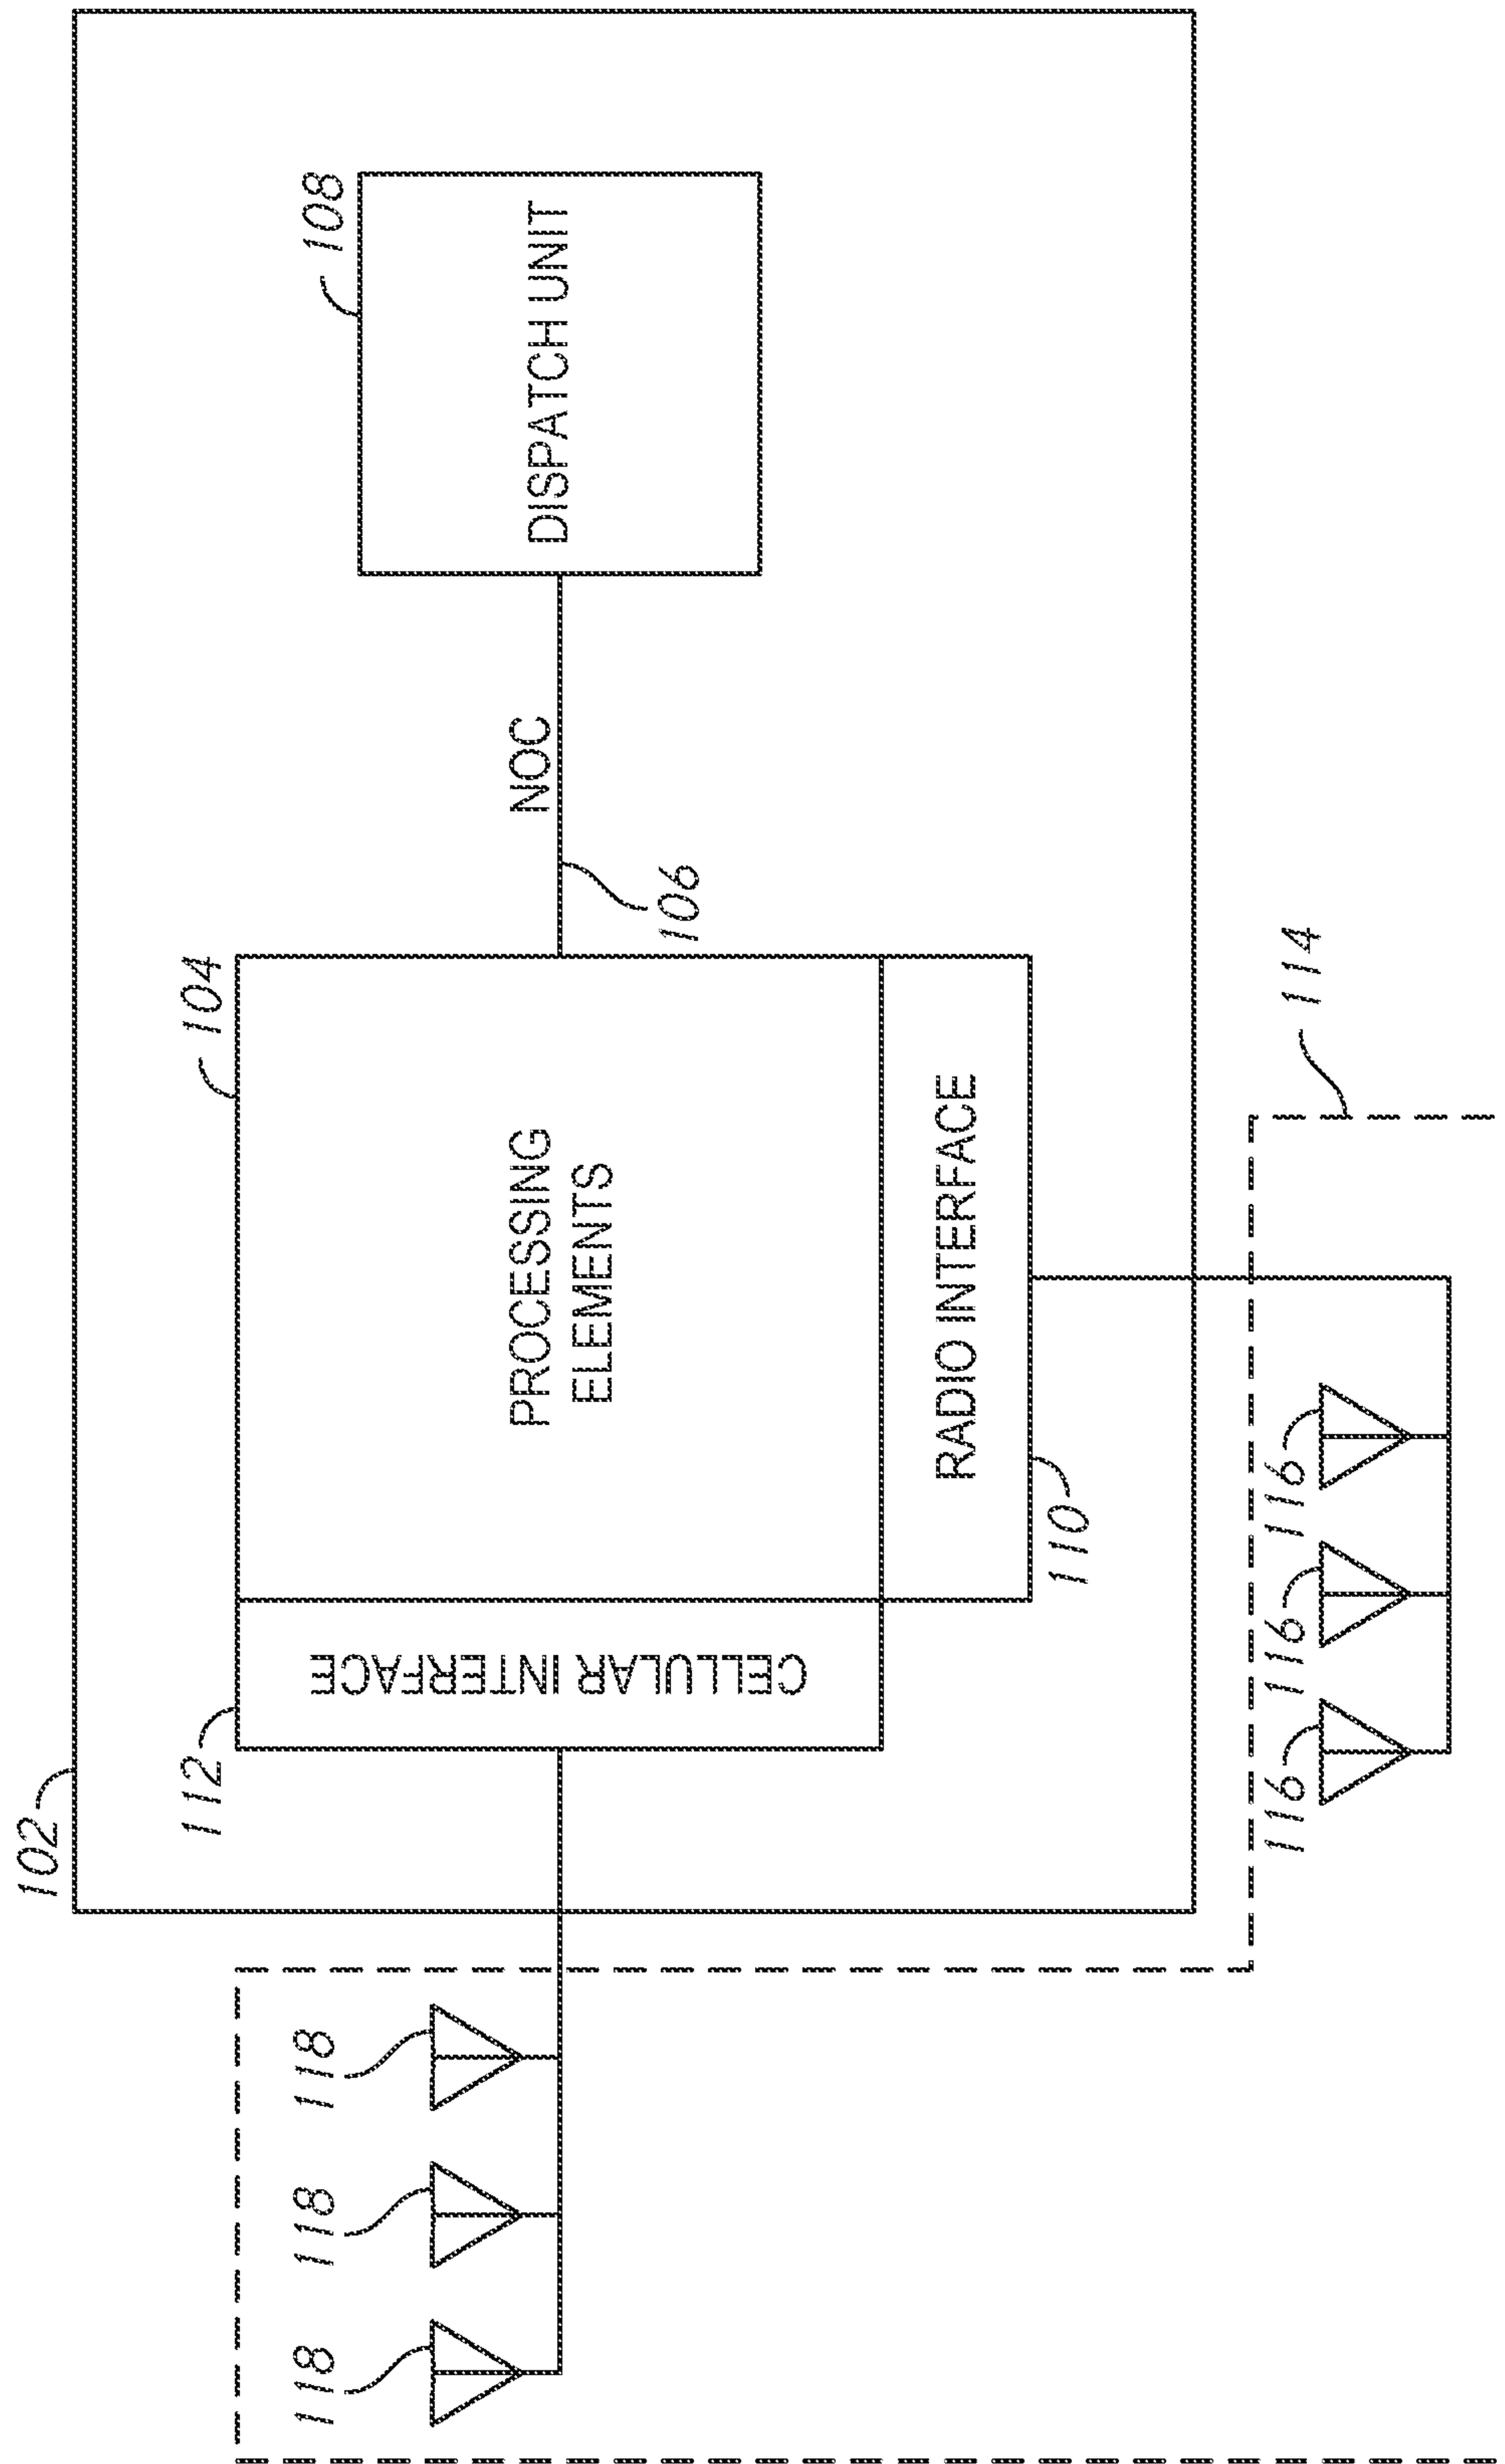 102
112
104
108
CELLULAR INTERFACE
PROCESSING
ELEMENTS
NOC
106
DISPATCH UNIT
RADIO INTERFACE
110
118
118
118
114
116
116
116